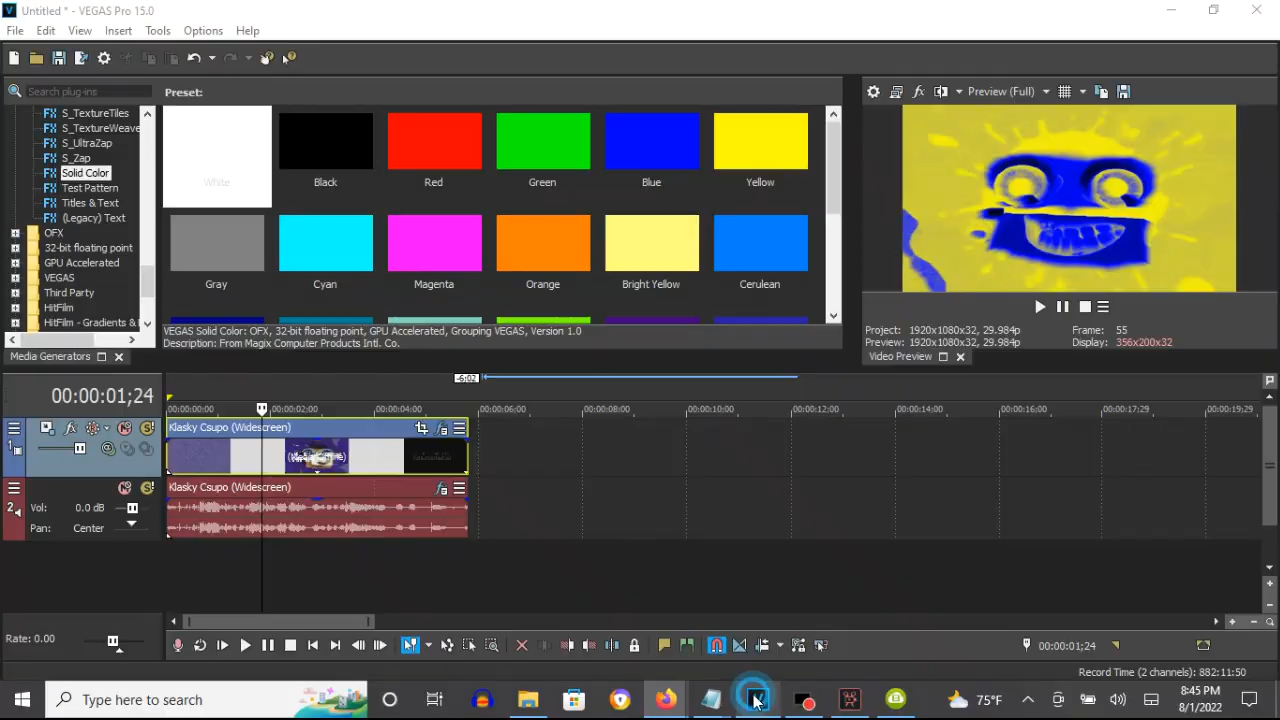 Untitled * - VEGAS Pro 15.0
File Edit View Insert Tools Options Help
Search plug-ins
Preset:
Preview (Full)
S_TextureTiles
S_TextureWeave
S_UltraZap
S_Zap
Solid Color
Test Pattern
Titles & Text
(Legacy) Text
OFX
32-bit floating point
GPU Accelerated
VEGAS
Third Party
HitFilm
HitFilm - Gradients &
White Black Red Green Blue Yellow
Gray Cyan Magenta Orange Bright Yellow Cerulean
VEGAS Solid Color: OFX, 32-bit floating point, GPU Accelerated, Grouping VEGAS, Version 1.0
Description: From Magix Computer Products Intl. Co.
Project: 1920x1080x32, 29.984p Frame: 55
Preview: 1920x1080x32, 29.984p Display: 356x200x32
Media Generators
Video Preview
-6;02
00:00:01;24
00:00:00;00 00:00:02;00 00:00:04;00 00:00:06;00 00:00:08;00 00:00:10;00 00:00:12;00 00:00:14;00 00:00:16;00 00:00:17;29 00:00:19;29
Klasky Csupo (Widescreen)
Klasky Csupo (Widescreen)
2
Vol: 0.0 dB
Pan: Center
Rate: 0.00
00:00:01;24
Record Time (2 channels): 882:11:50
Type here to search
75°F
8:45 PM
8/1/2022